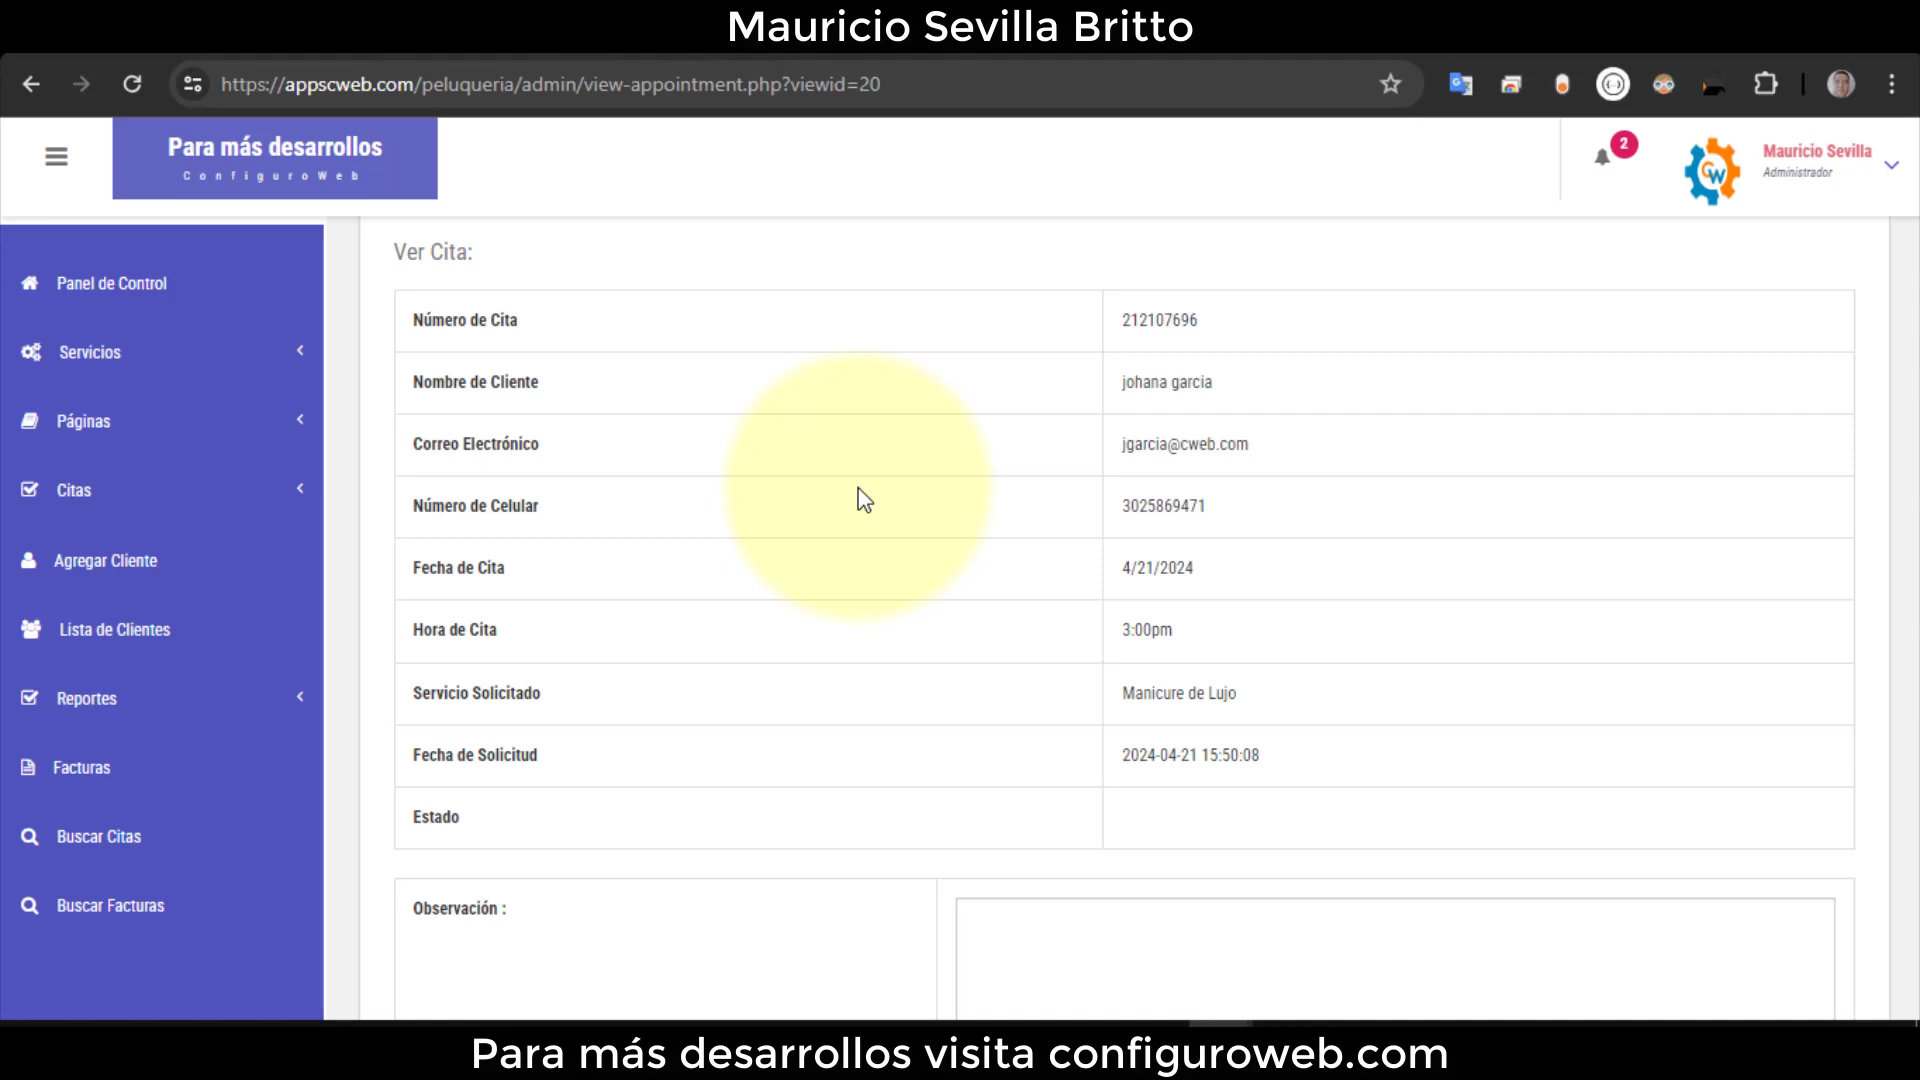 Mauricio Sevilla Britto
https://appscweb.com/peluqueria/admin/view-appointment.php?viewid=20
Para más desarrollos
ConfiguroWeb
2
CW
Mauricio Sevilla
Administrador
Panel de Control
Servicios
Páginas
Citas
Agregar Cliente
Lista de Clientes
Reportes
Facturas
Buscar Citas
Buscar Facturas
Ver Cita:
Número de Cita 212107696
Nombre de Cliente johana garcia
Correo Electrónico jgarcia@cweb.com
Número de Celular 3025869471
Fecha de Cita 4/21/2024
Hora de Cita 3:00pm
Servicio Solicitado Manicure de Lujo
Fecha de Solicitud 2024-04-21 15:50:08
Estado
Observación :
Para más desarrollos visita configuroweb.com